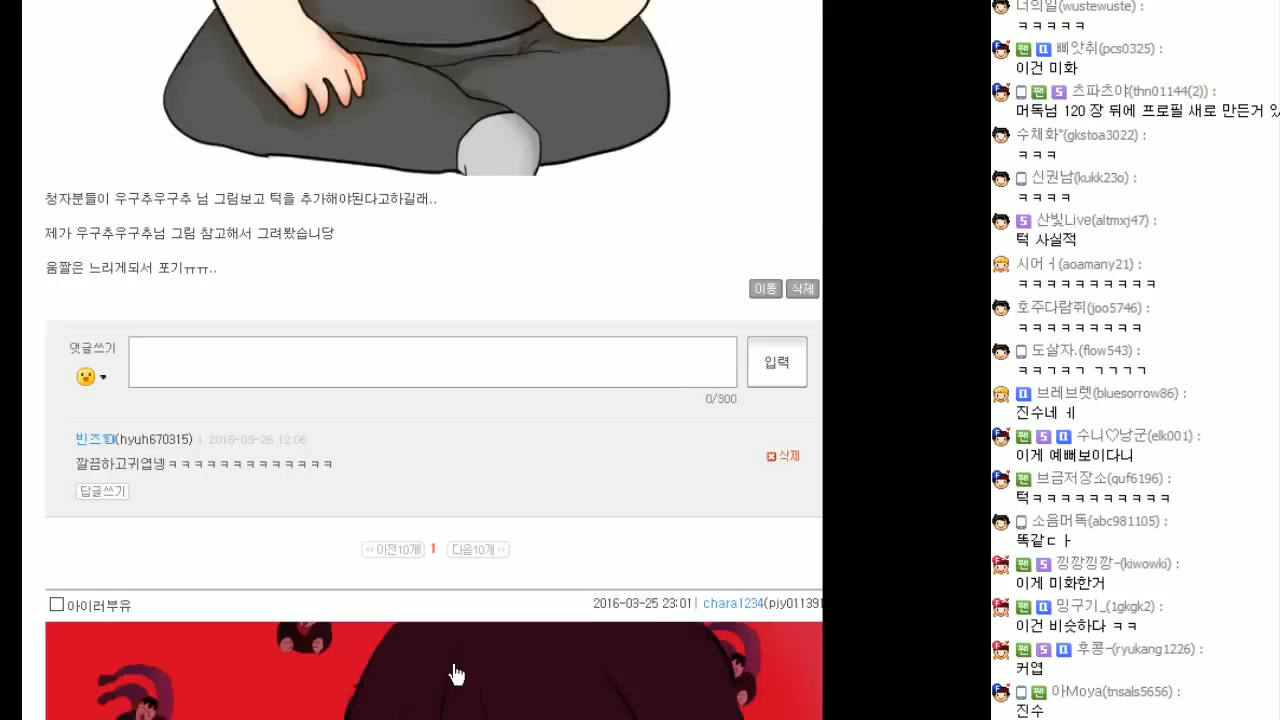 청자분들이 우구추우구추 님 그림보고 턱을 추가해야된다고하길래..
제가 우구추우구추님 그림 참고해서 그려봤습니당
움짤은 느리게되서 포기ㅠㅠ..
이동 삭제
댓글쓰기
입력
0/300
빈즈(hyuh670315) | 2016-03-26 12:06
깔끔하고귀엽넹ㅋㅋㅋㅋㅋㅋㅋㅋㅋㅋㅋㅋㅋ
삭제
답글쓰기
이전10개 1 다음10개
아이러부유
2016-03-25 23:01 | chara1234(pjy011391
너의일(wustewuste) :
ㅋㅋㅋㅋㅋ
팬 삐앗취(pcs0325) :
이건 미화
팬 S 츠파츠야(thn01144(2)) :
머독님 120 장 뒤에 프로필 새로 만든거
수채화°(gkstoa3022) :
ㅋㅋㅋ
신권남(kukk23o) :
ㅋㅋㅋㅋ
S 산빛Live(altmxj47) :
턱 사실적
시어ㅓ(aoamany21) :
ㅋㅋㅋㅋㅋㅋㅋㅋㅋㅋ
호주다람쥐(joo5746) :
ㅋㅋㅋㅋㅋㅋㅋㅋㅋ
도살자.(flow543) :
ㅋㅋㄱㅋㄱ ㄱㄱㄱㄱ
브레브렛(bluesorrow86) :
진수네 ㅔ
팬 S 수니♡낭군(elk001) :
이게 예뻐보이다니
팬 브금저장소(quf6196) :
턱ㅋㅋㅋㅋㅋㅋㅋㅋㅋㅋ
소음머독(abc981105) :
똑같ㄷㅏ
팬 S 낑깡낑깡-(kiwowki) :
이게 미화한거
팬 밍구기_(1gkgk2) :
이건 비슷하다 ㅋㅋ
팬 S 후콩-(ryukang1226) :
커엽
팬 아Moya(tnsals5656) :
진수